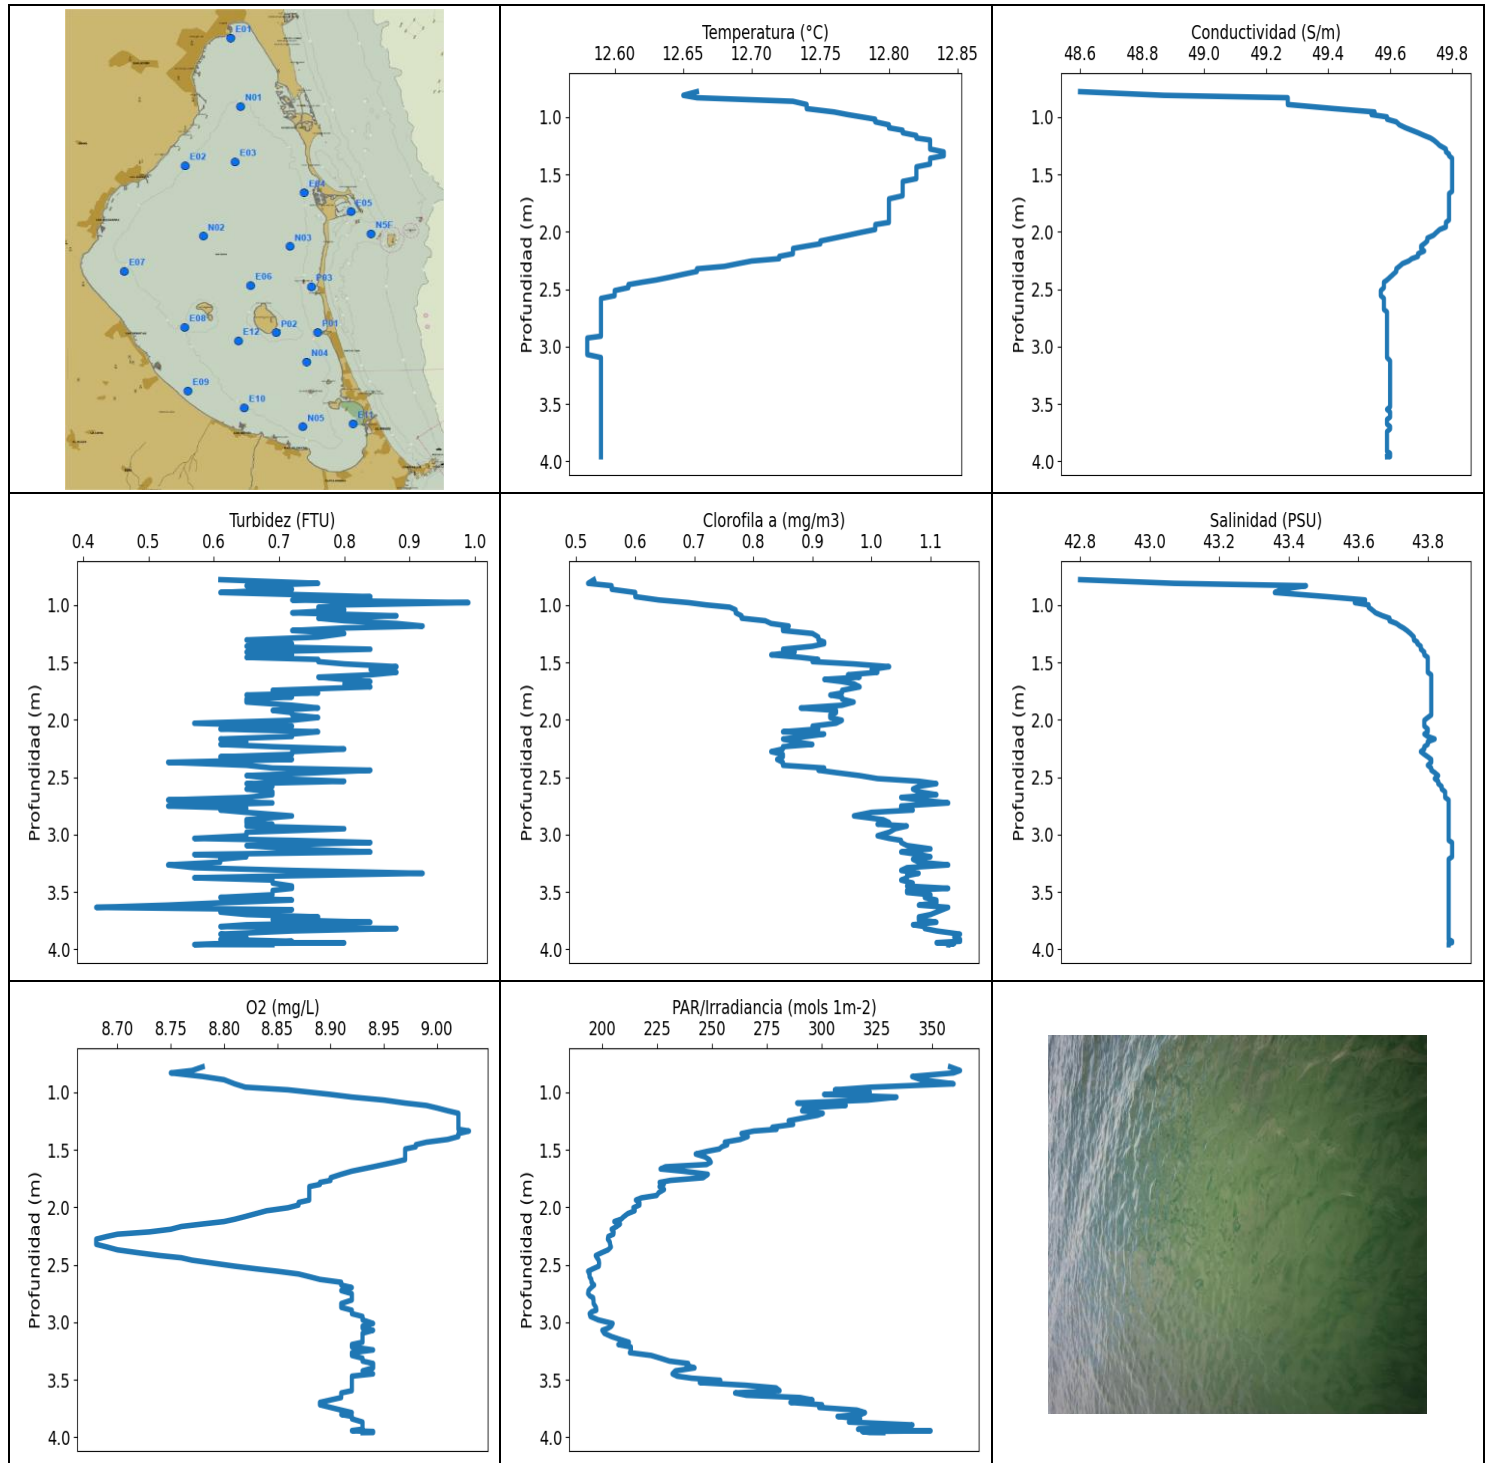 E01
N01
E02
E03
E04
E05
N5F
N02
N03
E07
E06
P03
E08
E12
P02
P01
N04
E09
E10
N05
E11
Temperatura (°C)
12.60 12.65 12.70 12.75 12.80 12.85
Profundidad (m)
1.0
1.5
2.0
2.5
3.0
3.5
4.0
Conductividad (S/m)
48.6 48.8 49.0 49.2 49.4 49.6 49.8
Profundidad (m)
1.0
1.5
2.0
2.5
3.0
3.5
4.0
Turbidez (FTU)
0.4 0.5 0.6 0.7 0.8 0.9 1.0
Profundidad (m)
1.0
1.5
2.0
2.5
3.0
3.5
4.0
Clorofila a (mg/m3)
0.5 0.6 0.7 0.8 0.9 1.0 1.1
Profundidad (m)
1.0
1.5
2.0
2.5
3.0
3.5
4.0
Salinidad (PSU)
42.8 43.0 43.2 43.4 43.6 43.8
Profundidad (m)
1.0
1.5
2.0
2.5
3.0
3.5
4.0
O2 (mg/L)
8.70 8.75 8.80 8.85 8.90 8.95 9.00
Profundidad (m)
1.0
1.5
2.0
2.5
3.0
3.5
4.0
PAR/Irradiancia (mols 1m-2)
200 225 250 275 300 325 350
Profundidad (m)
1.0
1.5
2.0
2.5
3.0
3.5
4.0